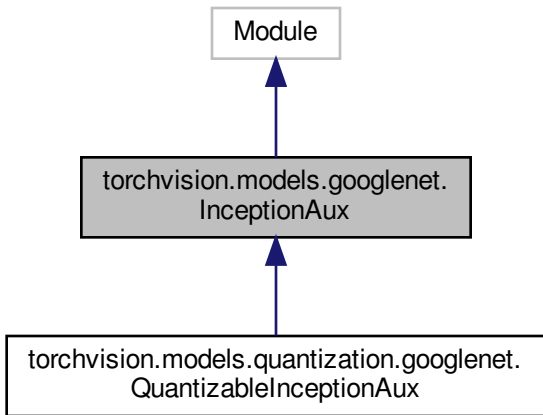 Module
torchvision.models.googlenet.
InceptionAux
torchvision.models.quantization.googlenet.
QuantizableInceptionAux